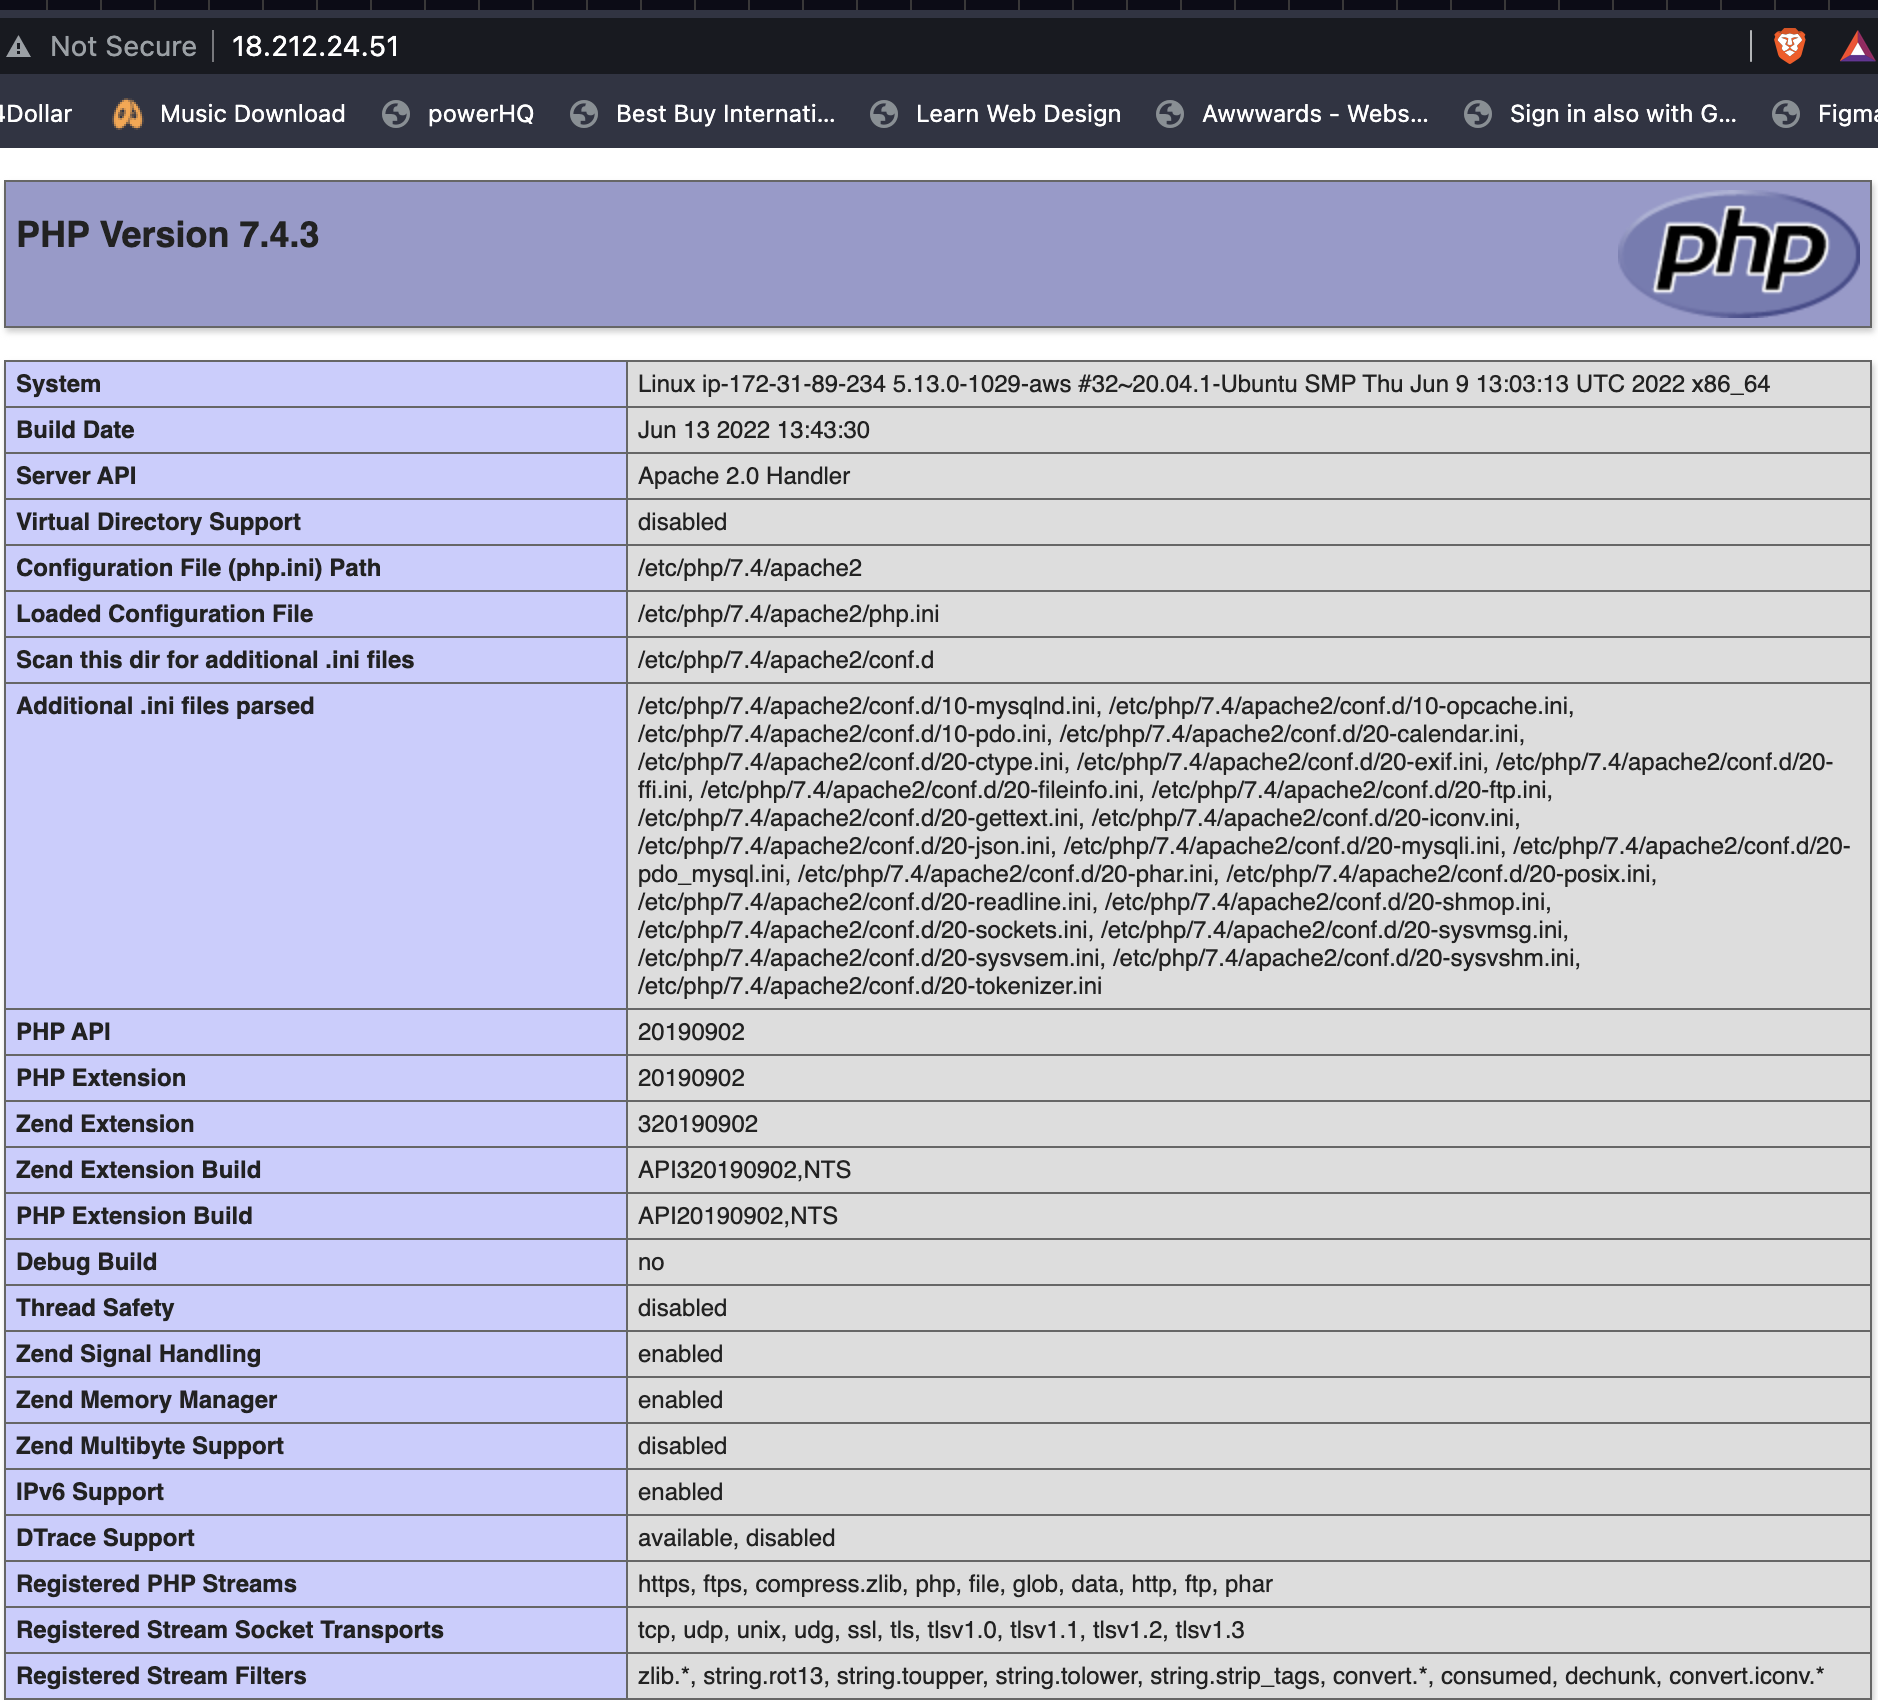 Not Secure 18.212.24.51
4Dollar Music Download powerHQ Best Buy Internati... Learn Web Design Awwwards - Webs... Sign in also with G... Figma
PHP Version 7.4.3
php
System Linux ip-172-31-89-234 5.13.0-1029-aws #32~20.04.1-Ubuntu SMP Thu Jun 9 13:03:13 UTC 2022 x86_64
Build Date Jun 13 2022 13:43:30
Server API Apache 2.0 Handler
Virtual Directory Support disabled
Configuration File (php.ini) Path /etc/php/7.4/apache2
Loaded Configuration File /etc/php/7.4/apache2/php.ini
Scan this dir for additional .ini files /etc/php/7.4/apache2/conf.d
Additional .ini files parsed /etc/php/7.4/apache2/conf.d/10-mysqlnd.ini, /etc/php/7.4/apache2/conf.d/10-opcache.ini,
/etc/php/7.4/apache2/conf.d/10-pdo.ini, /etc/php/7.4/apache2/conf.d/20-calendar.ini,
/etc/php/7.4/apache2/conf.d/20-ctype.ini, /etc/php/7.4/apache2/conf.d/20-exif.ini, /etc/php/7.4/apache2/conf.d/20-
ffi.ini, /etc/php/7.4/apache2/conf.d/20-fileinfo.ini, /etc/php/7.4/apache2/conf.d/20-ftp.ini,
/etc/php/7.4/apache2/conf.d/20-gettext.ini, /etc/php/7.4/apache2/conf.d/20-iconv.ini,
/etc/php/7.4/apache2/conf.d/20-json.ini, /etc/php/7.4/apache2/conf.d/20-mysqli.ini, /etc/php/7.4/apache2/conf.d/20-
pdo_mysql.ini, /etc/php/7.4/apache2/conf.d/20-phar.ini, /etc/php/7.4/apache2/conf.d/20-posix.ini,
/etc/php/7.4/apache2/conf.d/20-readline.ini, /etc/php/7.4/apache2/conf.d/20-shmop.ini,
/etc/php/7.4/apache2/conf.d/20-sockets.ini, /etc/php/7.4/apache2/conf.d/20-sysvmsg.ini,
/etc/php/7.4/apache2/conf.d/20-sysvsem.ini, /etc/php/7.4/apache2/conf.d/20-sysvshm.ini,
/etc/php/7.4/apache2/conf.d/20-tokenizer.ini
PHP API 20190902
PHP Extension 20190902
Zend Extension 320190902
Zend Extension Build API320190902,NTS
PHP Extension Build API20190902,NTS
Debug Build no
Thread Safety disabled
Zend Signal Handling enabled
Zend Memory Manager enabled
Zend Multibyte Support disabled
IPv6 Support enabled
DTrace Support available, disabled
Registered PHP Streams https, ftps, compress.zlib, php, file, glob, data, http, ftp, phar
Registered Stream Socket Transports tcp, udp, unix, udg, ssl, tls, tlsv1.0, tlsv1.1, tlsv1.2, tlsv1.3
Registered Stream Filters zlib.*, string.rot13, string.toupper, string.tolower, string.strip_tags, convert.*, consumed, dechunk, convert.iconv.*